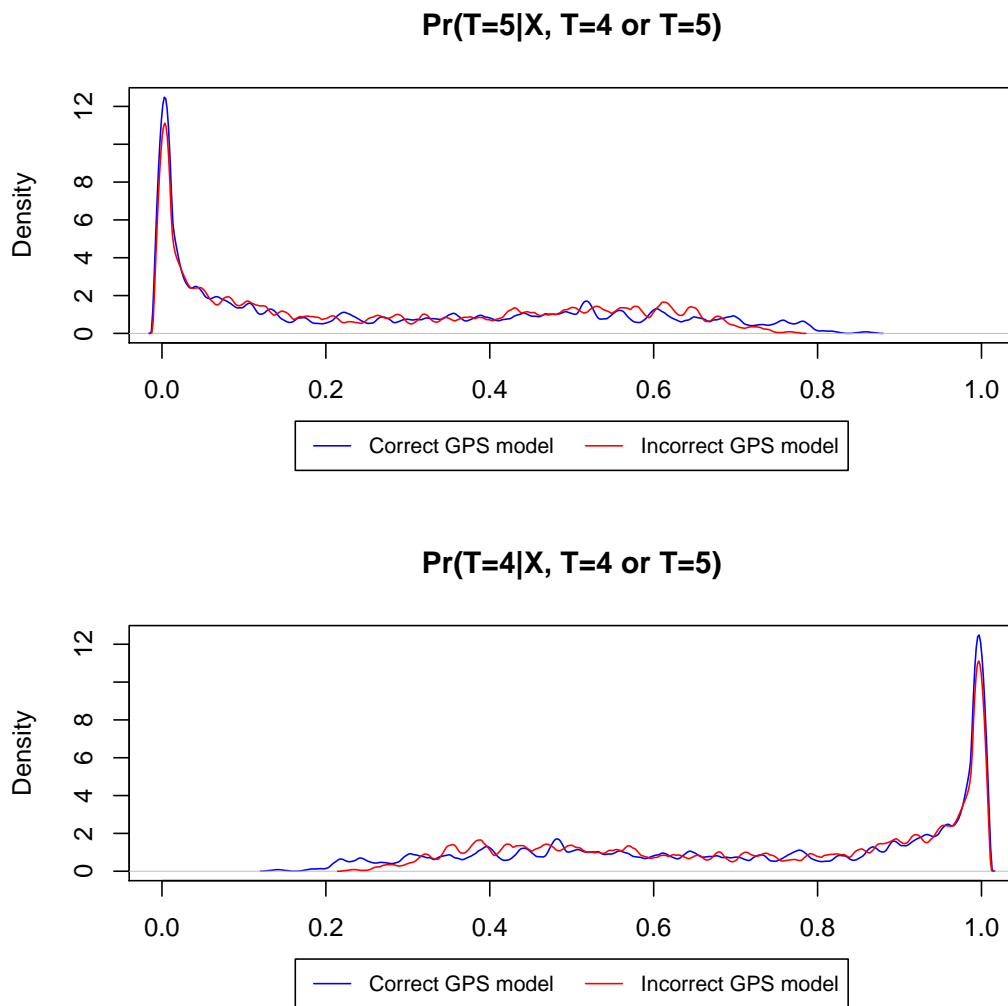 Pr(T=5|X, T=4 or T=5)
Density
12
8
6
4
2
0
0.0 0.2 0.4 0.6 0.8 1.0
Correct GPS model Incorrect GPS model
Pr(T=4|X, T=4 or T=5)
Density
12
8
6
4
2
0
0.0 0.2 0.4 0.6 0.8 1.0
Correct GPS model Incorrect GPS model